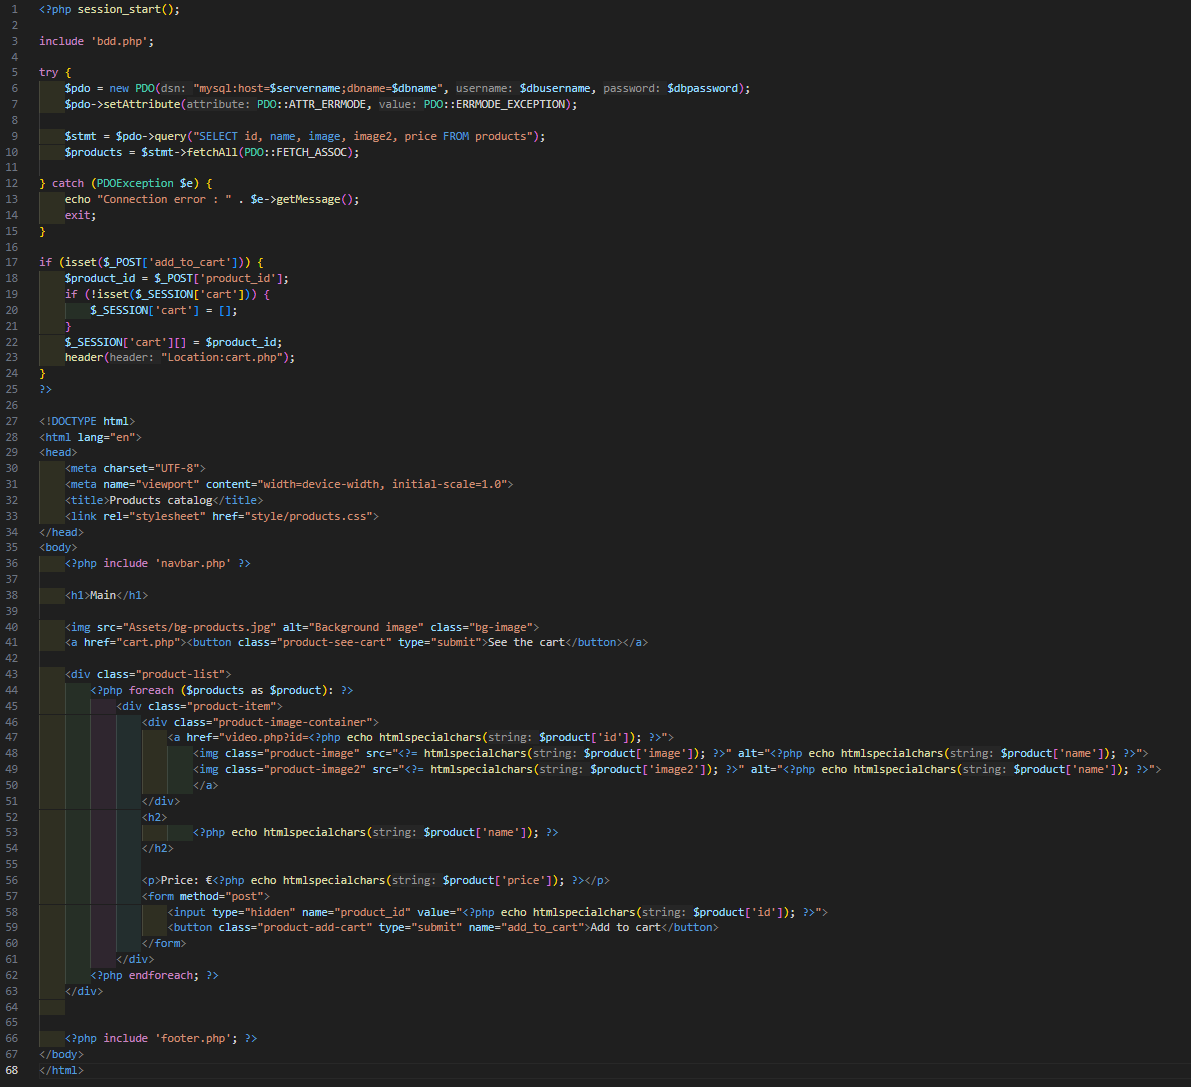 1 <?php session_start();
2
3 include 'bdd.php';
4
5 try {
6 $pdo = new PDO(dsn: "mysql:host=$servername;dbname=$dbname", username: $dbusername, password: $dbpassword);
7 $pdo->setAttribute(attribute: PDO::ATTR_ERRMODE, value: PDO::ERRMODE_EXCEPTION);
8
9 $stmt = $pdo->query("SELECT id, name, image, image2, price FROM products");
10 $products = $stmt->fetchAll(PDO::FETCH_ASSOC);
11
12 } catch (PDOException $e) {
13 echo "Connection error : " . $e->getMessage();
14 exit;
15 }
16
17 if (isset($_POST['add_to_cart'])) {
18 $product_id = $_POST['product_id'];
19 if (!isset($_SESSION['cart'])) {
20 $_SESSION['cart'] = [];
21 }
22 $_SESSION['cart'][] = $product_id;
23 header(header: "Location:cart.php");
24 }
25 ?>
26
27 <!DOCTYPE html>
28 <html lang="en">
29 <head>
30 <meta charset="UTF-8">
31 <meta name="viewport" content="width=device-width, initial-scale=1.0">
32 <title>Products catalog</title>
33 <link rel="stylesheet" href="style/products.css">
34 </head>
35 <body>
36 <?php include 'navbar.php' ?>
37
38 <h1>Main</h1>
39
40 <img src="Assets/bg-products.jpg" alt="Background image" class="bg-image">
41 <a href="cart.php"><button class="product-see-cart" type="submit">See the cart</button></a>
42
43 <div class="product-list">
44 <?php foreach ($products as $product): ?>
45 <div class="product-item">
46 <div class="product-image-container">
47 <a href="video.php?id=<?php echo htmlspecialchars(string: $product['id']); ?>">
48 <img class="product-image" src="<?= htmlspecialchars(string: $product['image']); ?>" alt="<?php echo htmlspecialchars(string: $product['name']); ?>">
49 <img class="product-image2" src="<?= htmlspecialchars(string: $product['image2']); ?>" alt="<?php echo htmlspecialchars(string: $product['name']); ?>">
50 </a>
51 </div>
52 <h2>
53 <?php echo htmlspecialchars(string: $product['name']); ?>
54 </h2>
55
56 <p>Price: €<?php echo htmlspecialchars(string: $product['price']); ?></p>
57 <form method="post">
58 <input type="hidden" name="product_id" value="<?php echo htmlspecialchars(string: $product['id']); ?>">
59 <button class="product-add-cart" type="submit" name="add_to_cart">Add to cart</button>
60 </form>
61 </div>
62 <?php endforeach; ?>
63 </div>
64
65
66 <?php include 'footer.php'; ?>
67 </body>
68 </html>